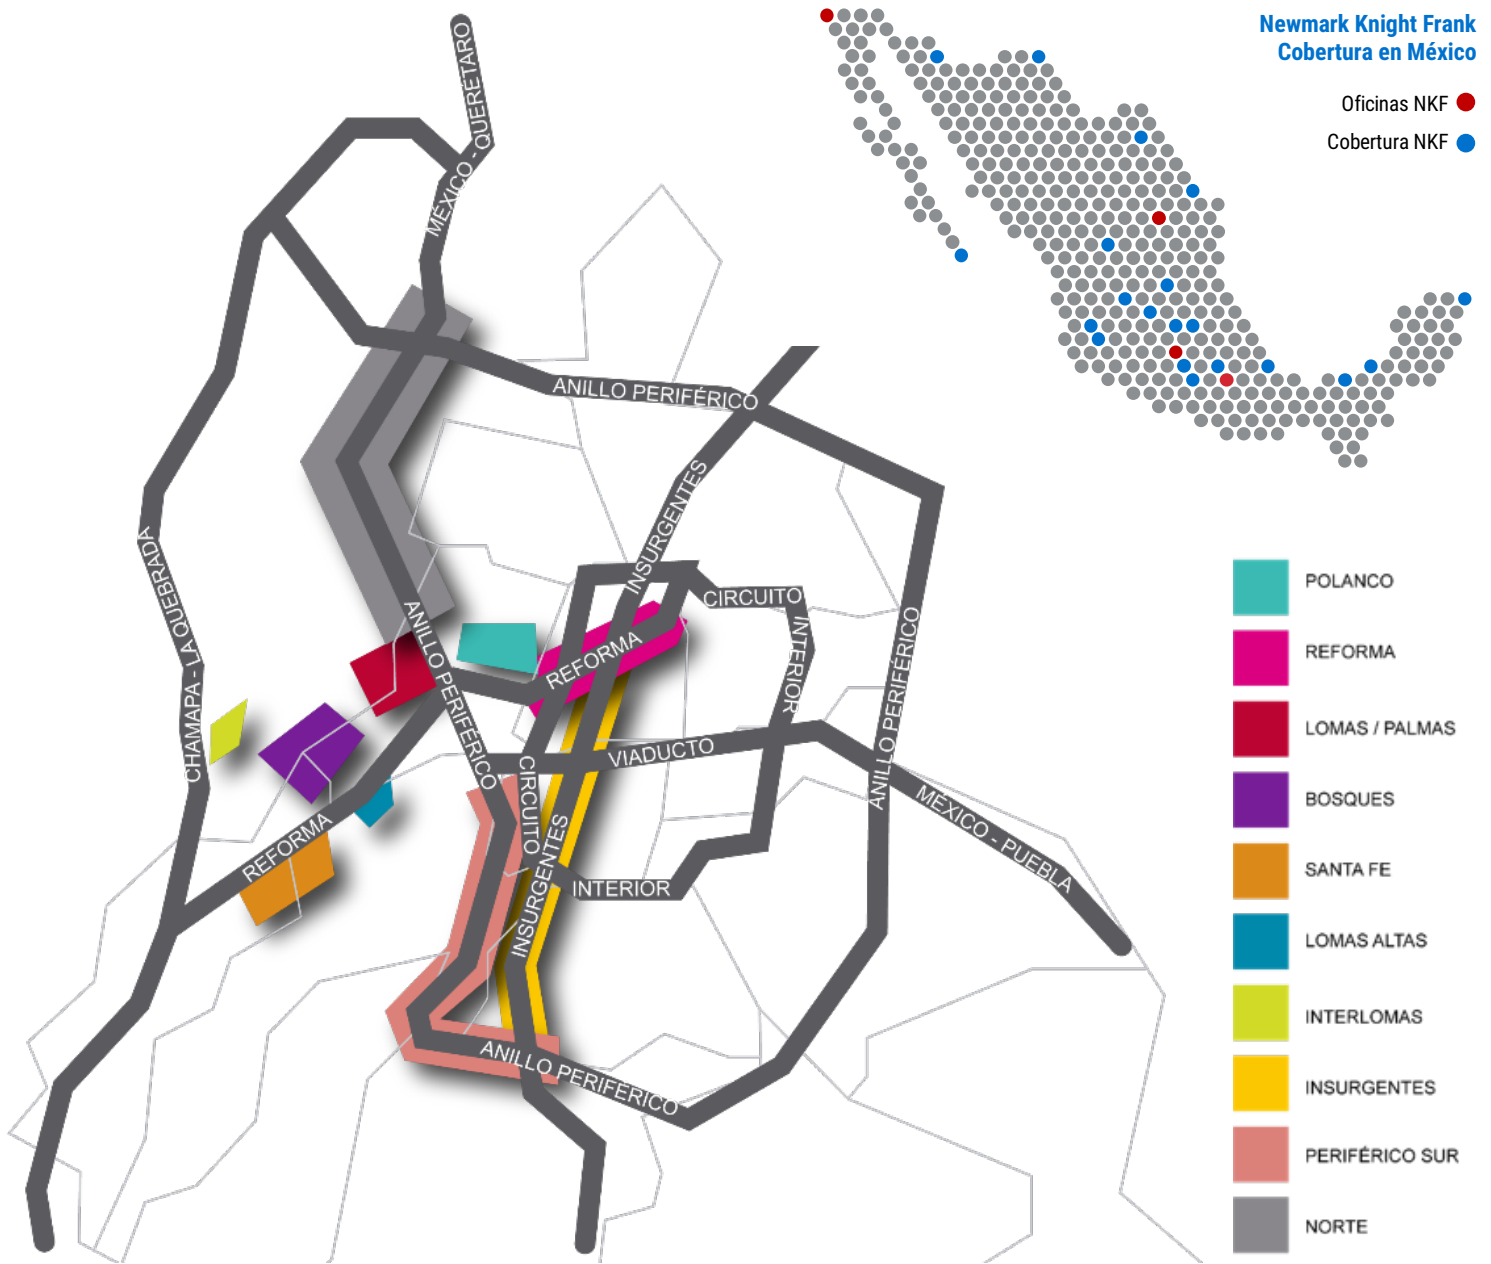 Newmark Knight Frank
Cobertura en México
Oficinas NKF
Cobertura NKF
MÉXICO - QUERÉTARO
ANILLO PERIFÉRICO
INSURGENTES
CHAMAPA - LA QUEBRADA
CIRCUITO
INTERIOR
ANILLO PERIFÉRICO
REFORMA
ANILLO PERIFÉRICO
VIADUCTO
CIRCUITO
INTERIOR
INSURGENTES
REFORMA
MÉXICO - PUEBLA
ANILLO PERIFÉRICO
POLANCO
REFORMA
LOMAS / PALMAS
BOSQUES
SANTA FE
LOMAS ALTAS
INTERLOMAS
INSURGENTES
PERIFÉRICO SUR
NORTE